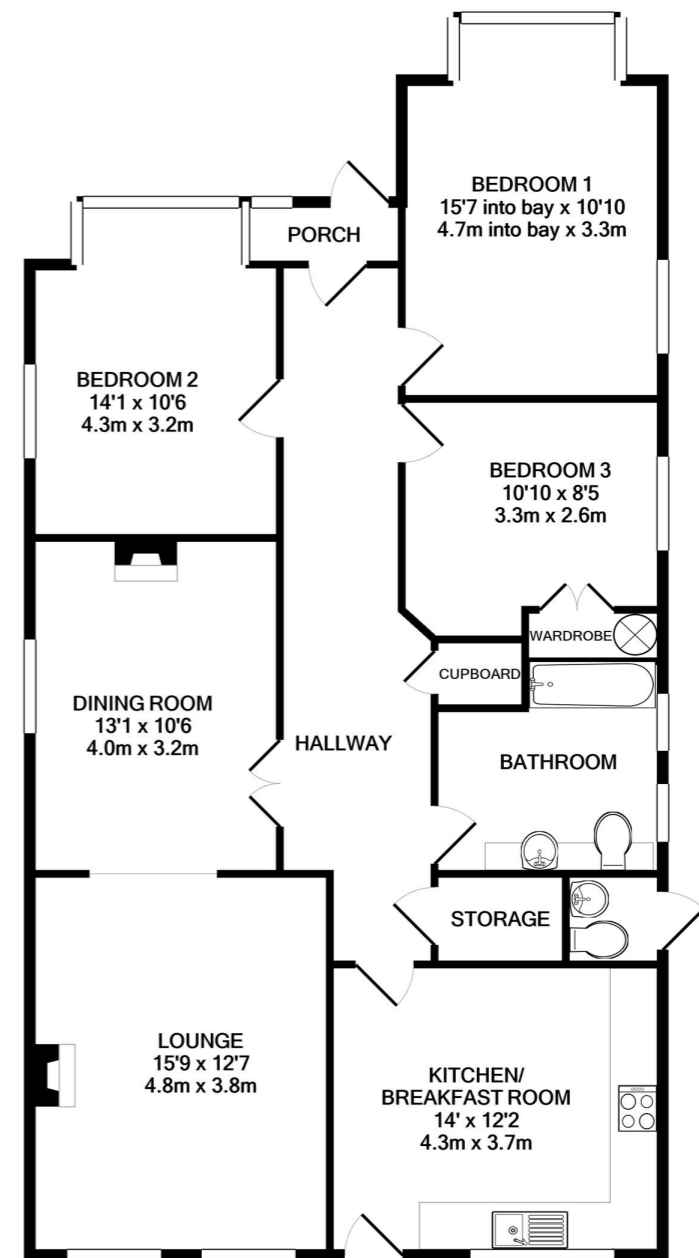 BEDROOM 1
15'7 into bay x 10'10
4.7m into bay x 3.3m
PORCH
BEDROOM 2
14'1 x 10'6
4.3m x 3.2m
BEDROOM 3
10'10 x 8'5
3.3m x 2.6m
WARDROBE
CUPBOARD
DINING ROOM
13'1 x 10'6
4.0m x 3.2m
HALLWAY
BATHROOM
STORAGE
LOUNGE
15'9 x 12'7
4.8m x 3.8m
KITCHEN/
BREAKFAST ROOM
14' x 12'2
4.3m x 3.7m